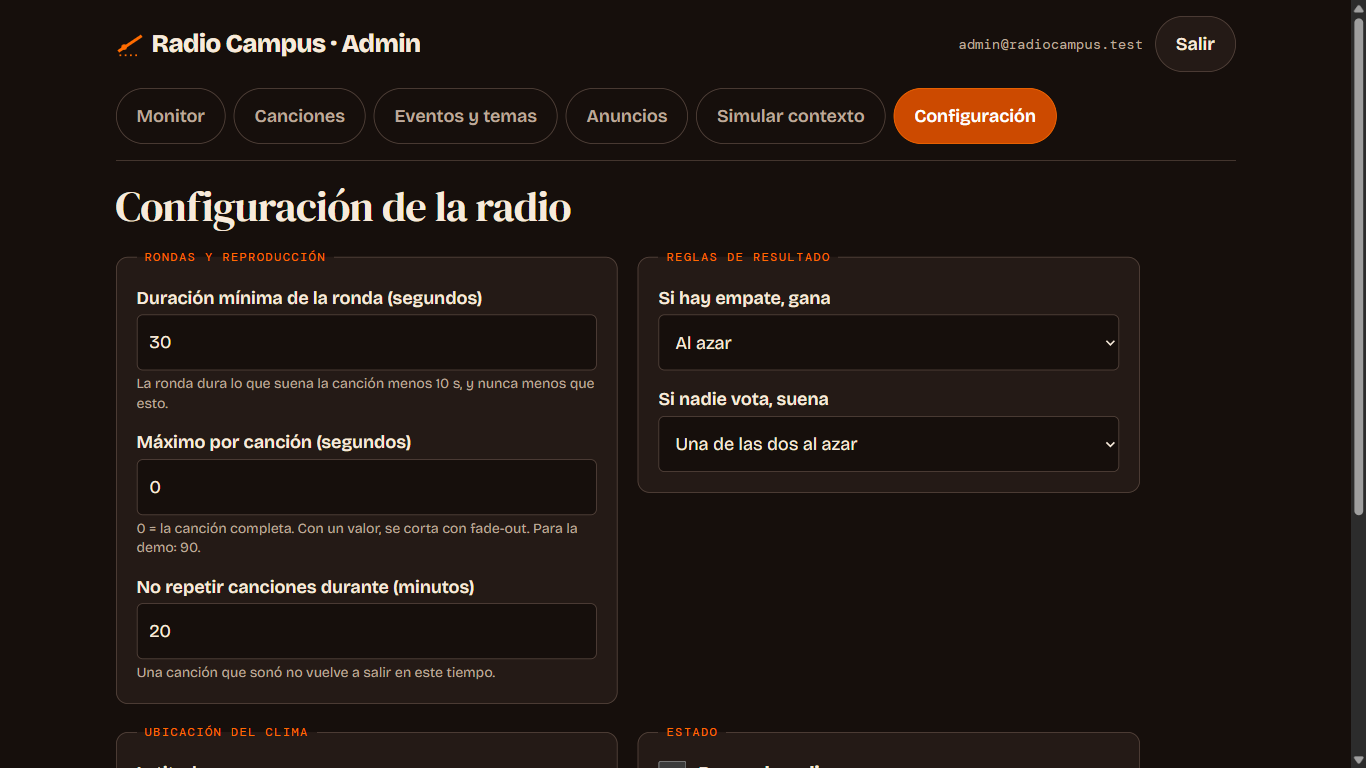 Radio Campus · Admin
admin@radiocampus.test
Salir
Monitor
Canciones
Eventos y temas
Anuncios
Simular contexto
Configuración
Configuración de la radio
RONDAS Y REPRODUCCIÓN
Duración mínima de la ronda (segundos)
30
La ronda dura lo que suena la canción menos 10 s, y nunca menos que
esto.
Máximo por canción (segundos)
0
0 = la canción completa. Con un valor, se corta con fade-out. Para la
demo: 90.
No repetir canciones durante (minutos)
20
Una canción que sonó no vuelve a salir en este tiempo.
REGLAS DE RESULTADO
Si hay empate, gana
Al azar
Si nadie vota, suena
Una de las dos al azar
UBICACIÓN DEL CLIMA
ESTADO